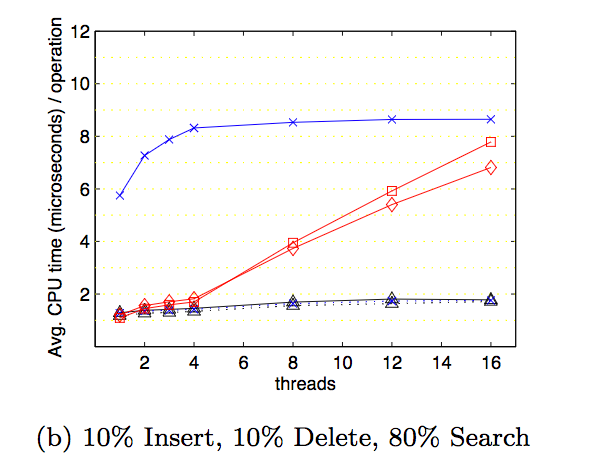 Avg. CPU time (microseconds) / operation
12
10
8
6
4
2
2 4 6 8 10 12 14 16
threads
(b) 10% Insert, 10% Delete, 80% Search